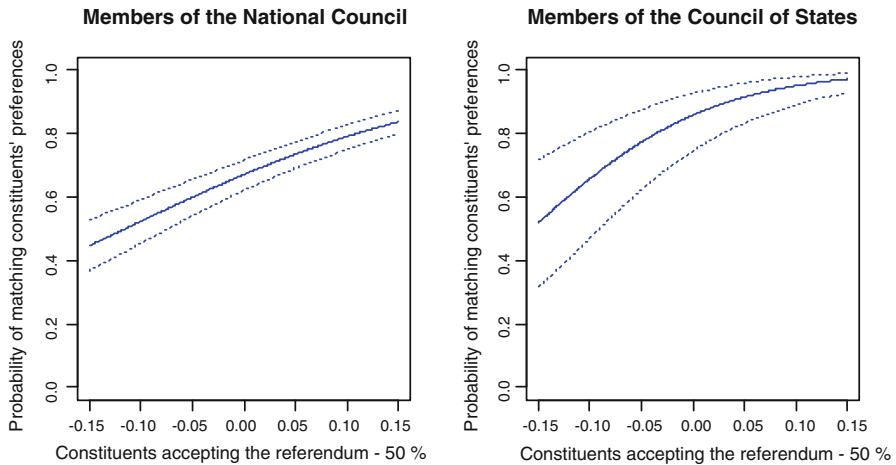 Members of the National Council
Probability of matching constituents' preferences
1.0
0.8
0.6
0.4
0.2
0.0
-0.15 -0.10 -0.05 0.00 0.05 0.10 0.15
Constituents accepting the referendum - 50 %
Members of the Council of States
Probability of matching constituents' preferences
1.0
0.8
0.6
0.4
0.2
0.0
-0.15 -0.10 -0.05 0.00 0.05 0.10 0.15
Constituents accepting the referendum - 50 %